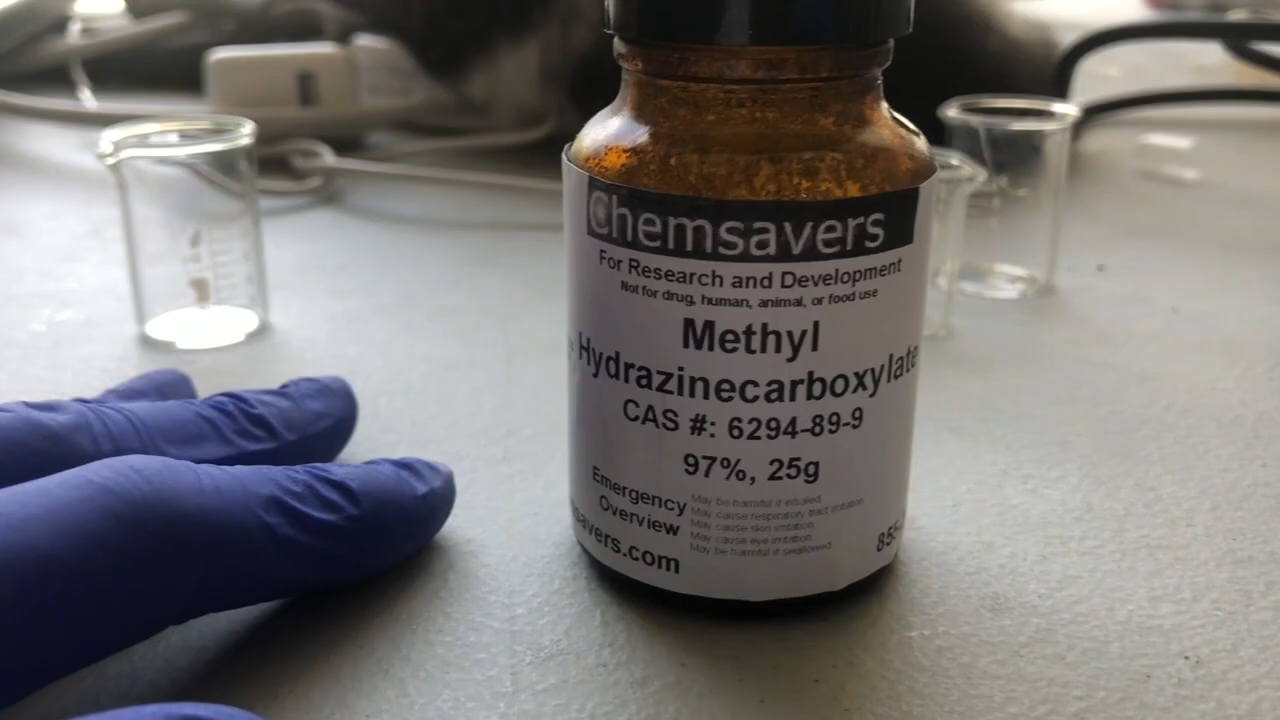 Chemsavers
For Research and Development
Not for drug, human, animal, or food use
Methyl
Hydrazinecarboxylate
CAS #: 6294-89-9
97%, 25g
Emergency
Overview
May be harmful if inhaled.
May cause respiratory tract irritation.
May cause skin irritation.
May cause eye irritation.
May be harmful if swallowed.
savers.com
855